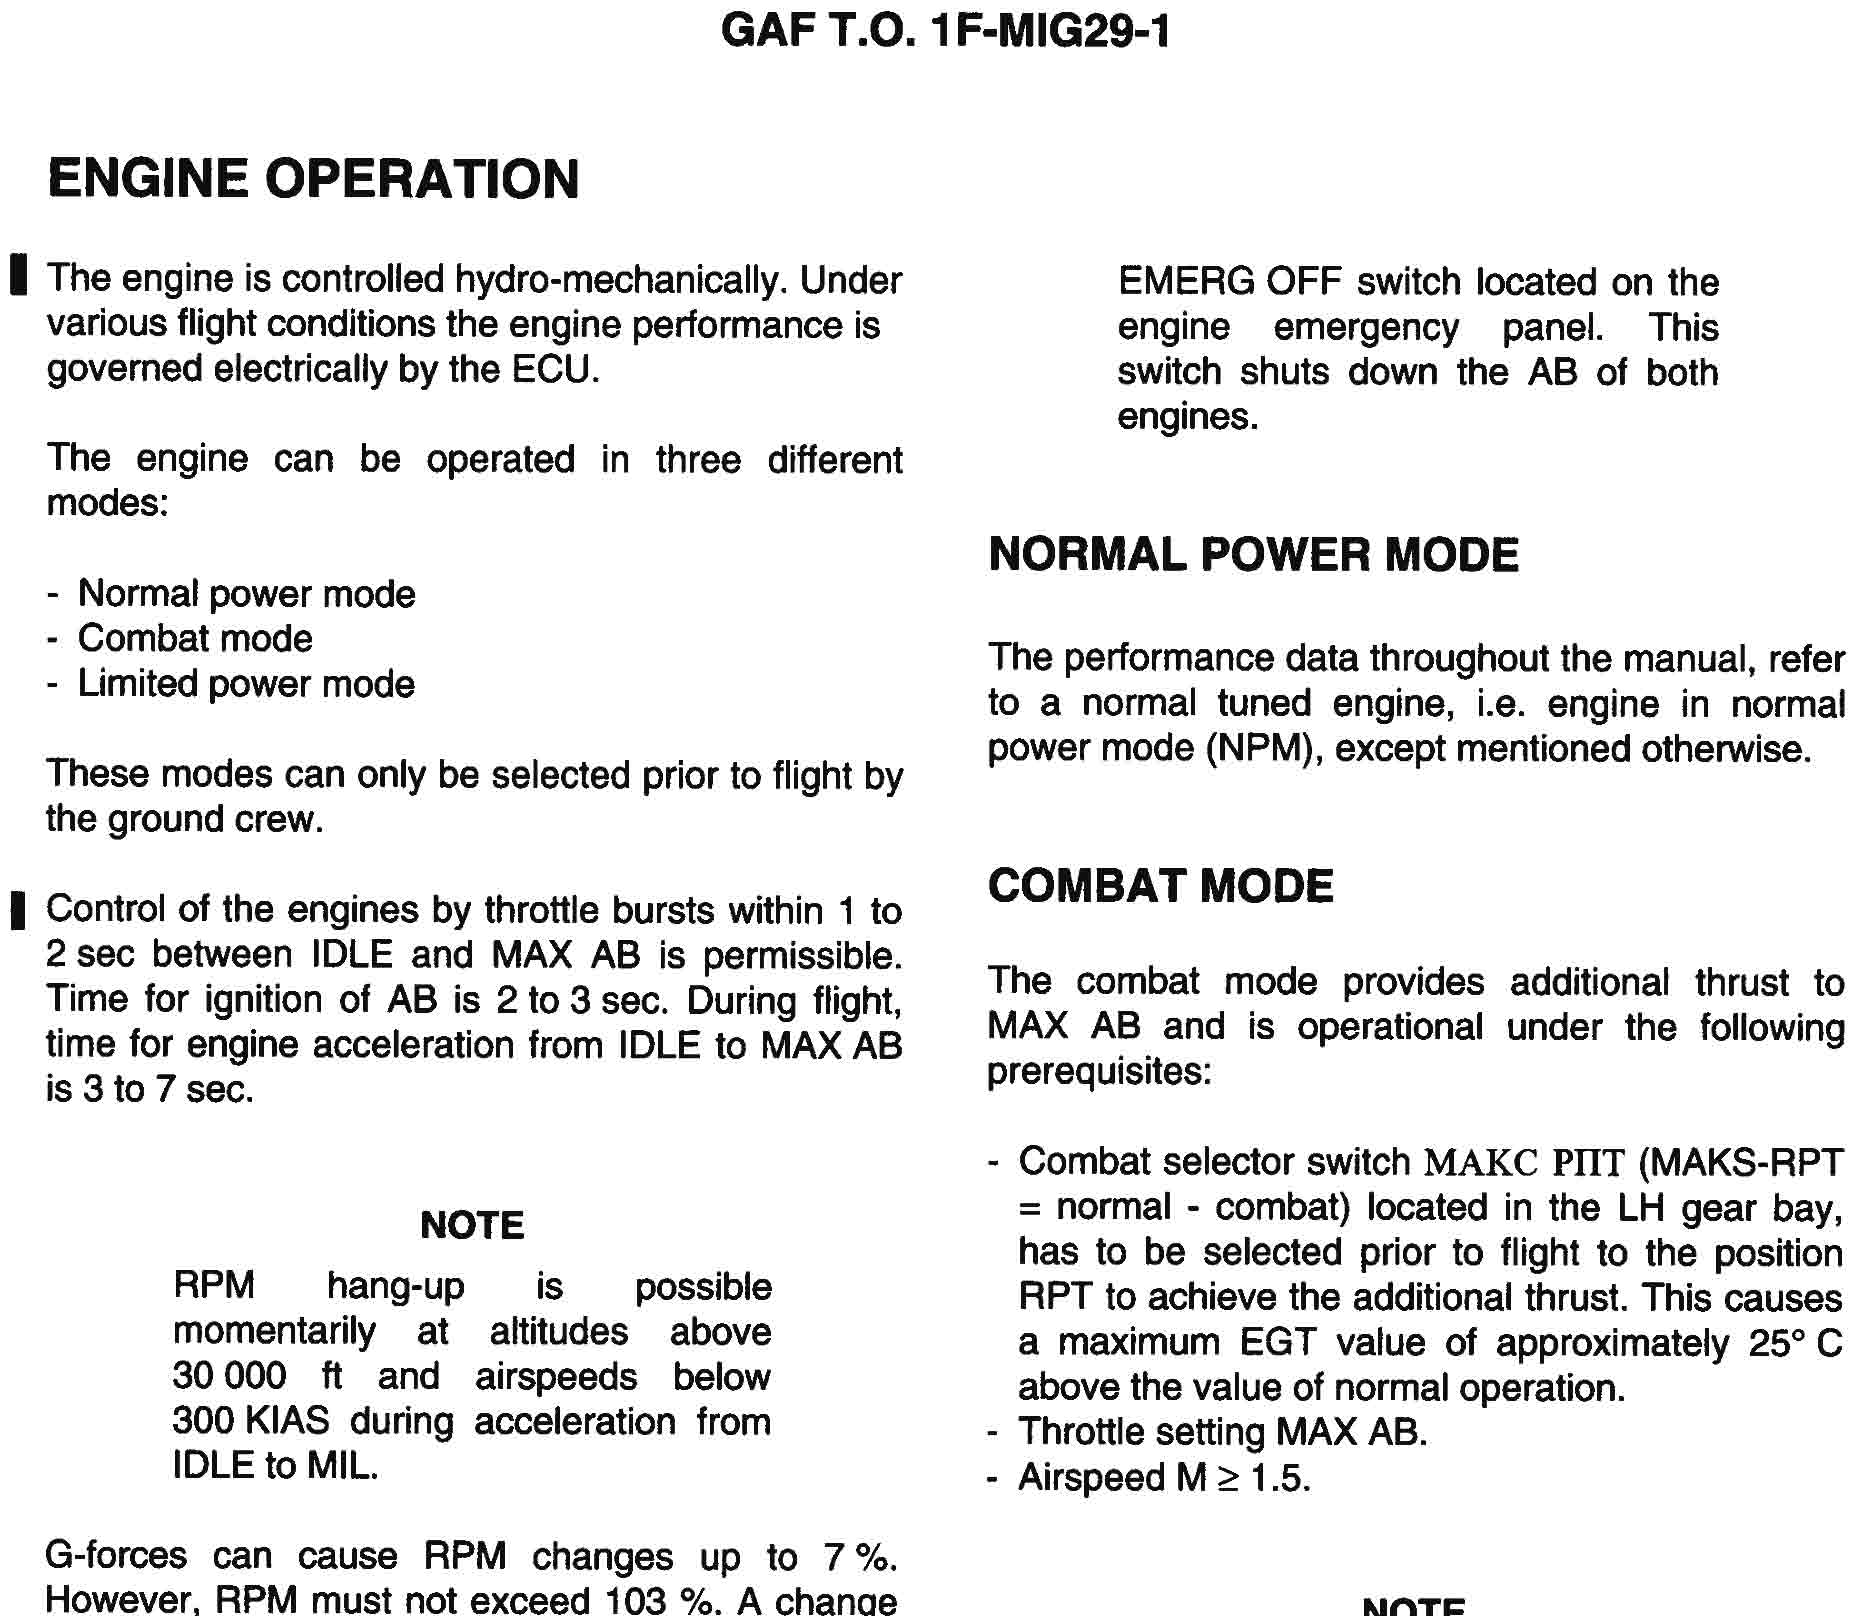 GAF T.O. 1F-MIG29-1
ENGINE OPERATION
The engine is controlled hydro-mechanically. Under
various flight conditions the engine performance is
governed electrically by the ECU.
The engine can be operated in three different
modes:
- Normal power mode
- Combat mode
- Limited power mode
These modes can only be selected prior to flight by
the ground crew.
Control of the engines by throttle bursts within 1 to
2 sec between IDLE and MAX AB is permissible.
Time for ignition of AB is 2 to 3 sec. During flight,
time for engine acceleration from IDLE to MAX AB
is 3 to 7 sec.
NOTE
RPM hang-up is possible
momentarily at altitudes above
30 000 ft and airspeeds below
300 KIAS during acceleration from
IDLE to MIL.
G-forces can cause RPM changes up to 7 %.
However, RPM must not exceed 103 %. A change
EMERG OFF switch located on the
engine emergency panel. This
switch shuts down the AB of both
engines.
NORMAL POWER MODE
The performance data throughout the manual, refer
to a normal tuned engine, i.e. engine in normal
power mode (NPM), except mentioned otherwise.
COMBAT MODE
The combat mode provides additional thrust to
MAX AB and is operational under the following
prerequisites:
- Combat selector switch МАКС РПТ (MAKS-RPT
= normal - combat) located in the LH gear bay,
has to be selected prior to flight to the position
RPT to achieve the additional thrust. This causes
a maximum EGT value of approximately 25° C
above the value of normal operation.
- Throttle setting MAX AB.
- Airspeed M ≥ 1.5.
NOTE